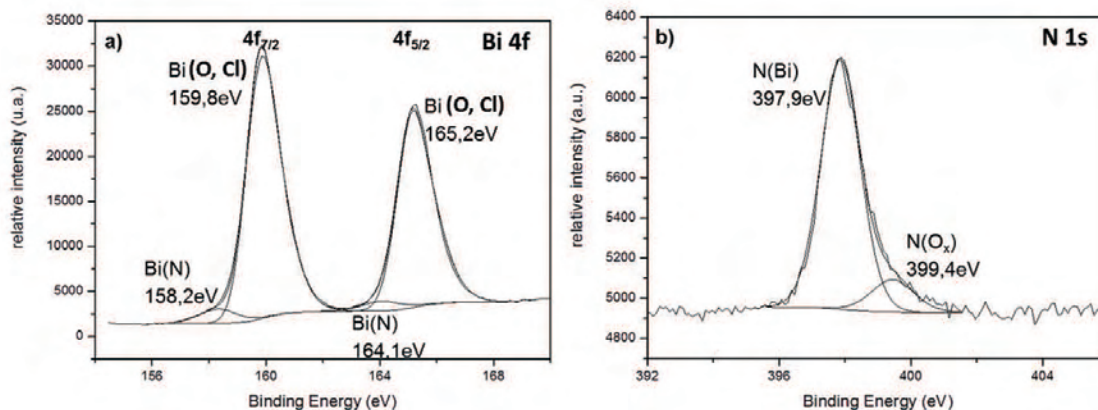 a)
4f7/2
4f5/2
Bi 4f
Bi (O, Cl)
159,8eV
Bi (O, Cl)
165,2eV
Bi(N)
158,2eV
Bi(N)
164,1eV
35000
30000
25000
20000
15000
10000
5000
0
relative intensity (u.a.)
156
160
164
168
Binding Energy (eV)
b)
N 1s
N(Bi)
397,9eV
N(Ox)
399,4eV
6400
6200
6000
5800
5600
5400
5200
5000
4800
relative intensity (a.u.)
392
396
400
404
Binding Energy (eV)